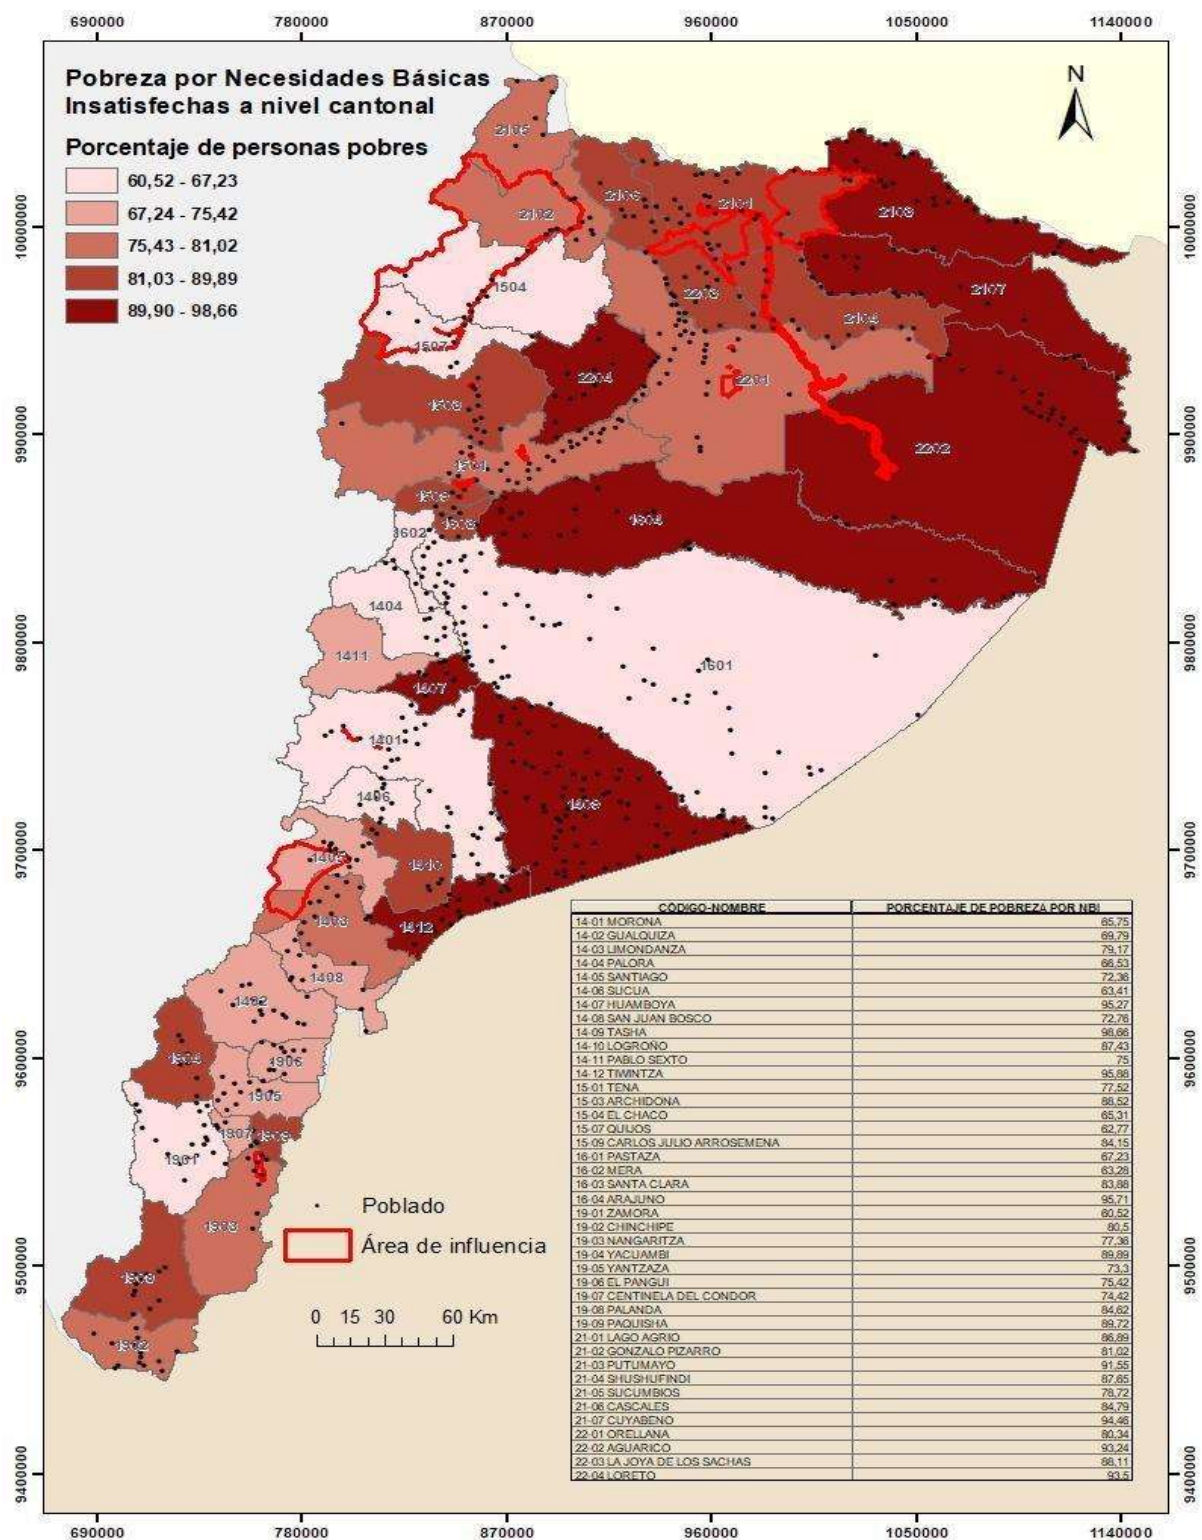 690000 780000 870000 960000 1050000 1140000
Pobreza por Necesidades Básicas
Insatisfechas a nivel cantonal
Porcentaje de personas pobres
60,52 - 67,23
67,24 - 75,42
75,43 - 81,02
81,03 - 89,89
89,90 - 98,66
N
1000000
9900000
9800000
9700000
9600000
9500000
9400000
1000000
9900000
9800000
9700000
9600000
9500000
9400000
2105
2102
2106
2101
2103
2107
2104
2203
2201
2202
2204
1504
1507
1503
1501
1509
1603
1602
1604
1601
1404
1411
1407
1401
1406
1409
1405
1410
1403
1412
1408
1402
1904
1906
1905
1907
1909
1901
1903
1908
1902
Poblado
Área de influencia
0 15 30 60 Km
CÓDIGO-NOMBRE PORCENTAJE DE POBREZA POR NBI
14-01 MORONA 65,75
14-02 GUALQUIZA 69,79
14-03 LIMONDANZA 79,17
14-04 PALORA 66,53
14-05 SANTIAGO 72,36
14-06 SUCUA 63,41
14-07 HUAMBOYA 95,27
14-08 SAN JUAN BOSCO 72,76
14-09 TASHA 98,66
14-10 LOGROÑO 87,43
14-11 PABLO SEXTO 75
14-12 TIWINTZA 95,88
15-01 TENA 77,52
15-03 ARCHIDONA 88,52
15-04 EL CHACO 65,31
15-07 QUIJOS 62,77
15-09 CARLOS JULIO ARROSEMENA 84,15
16-01 PASTAZA 67,23
16-02 MERA 63,28
16-03 SANTA CLARA 83,88
16-04 ARAJUNO 95,71
19-01 ZAMORA 60,52
19-02 CHINCHIPE 80,5
19-03 NANGARITZA 77,36
19-04 YACUAMBI 89,89
19-05 YANTZAZA 73,3
19-06 EL PANGUI 75,42
19-07 CENTINELA DEL CONDOR 74,42
19-08 PALANDA 84,62
19-09 PAQUISHA 89,72
21-01 LAGO AGRIO 86,89
21-02 GONZALO PIZARRO 81,02
21-03 PUTUMAYO 91,55
21-04 SHUSHUFINDI 87,65
21-05 SUCUMBIOS 78,72
21-06 CASCALES 84,79
21-07 CUYABENO 94,46
22-01 ORELLANA 80,34
22-02 AGUARICO 93,24
22-03 LA JOYA DE LOS SACHAS 88,11
22-04 LORETO 93,5
690000 780000 870000 960000 1050000 1140000